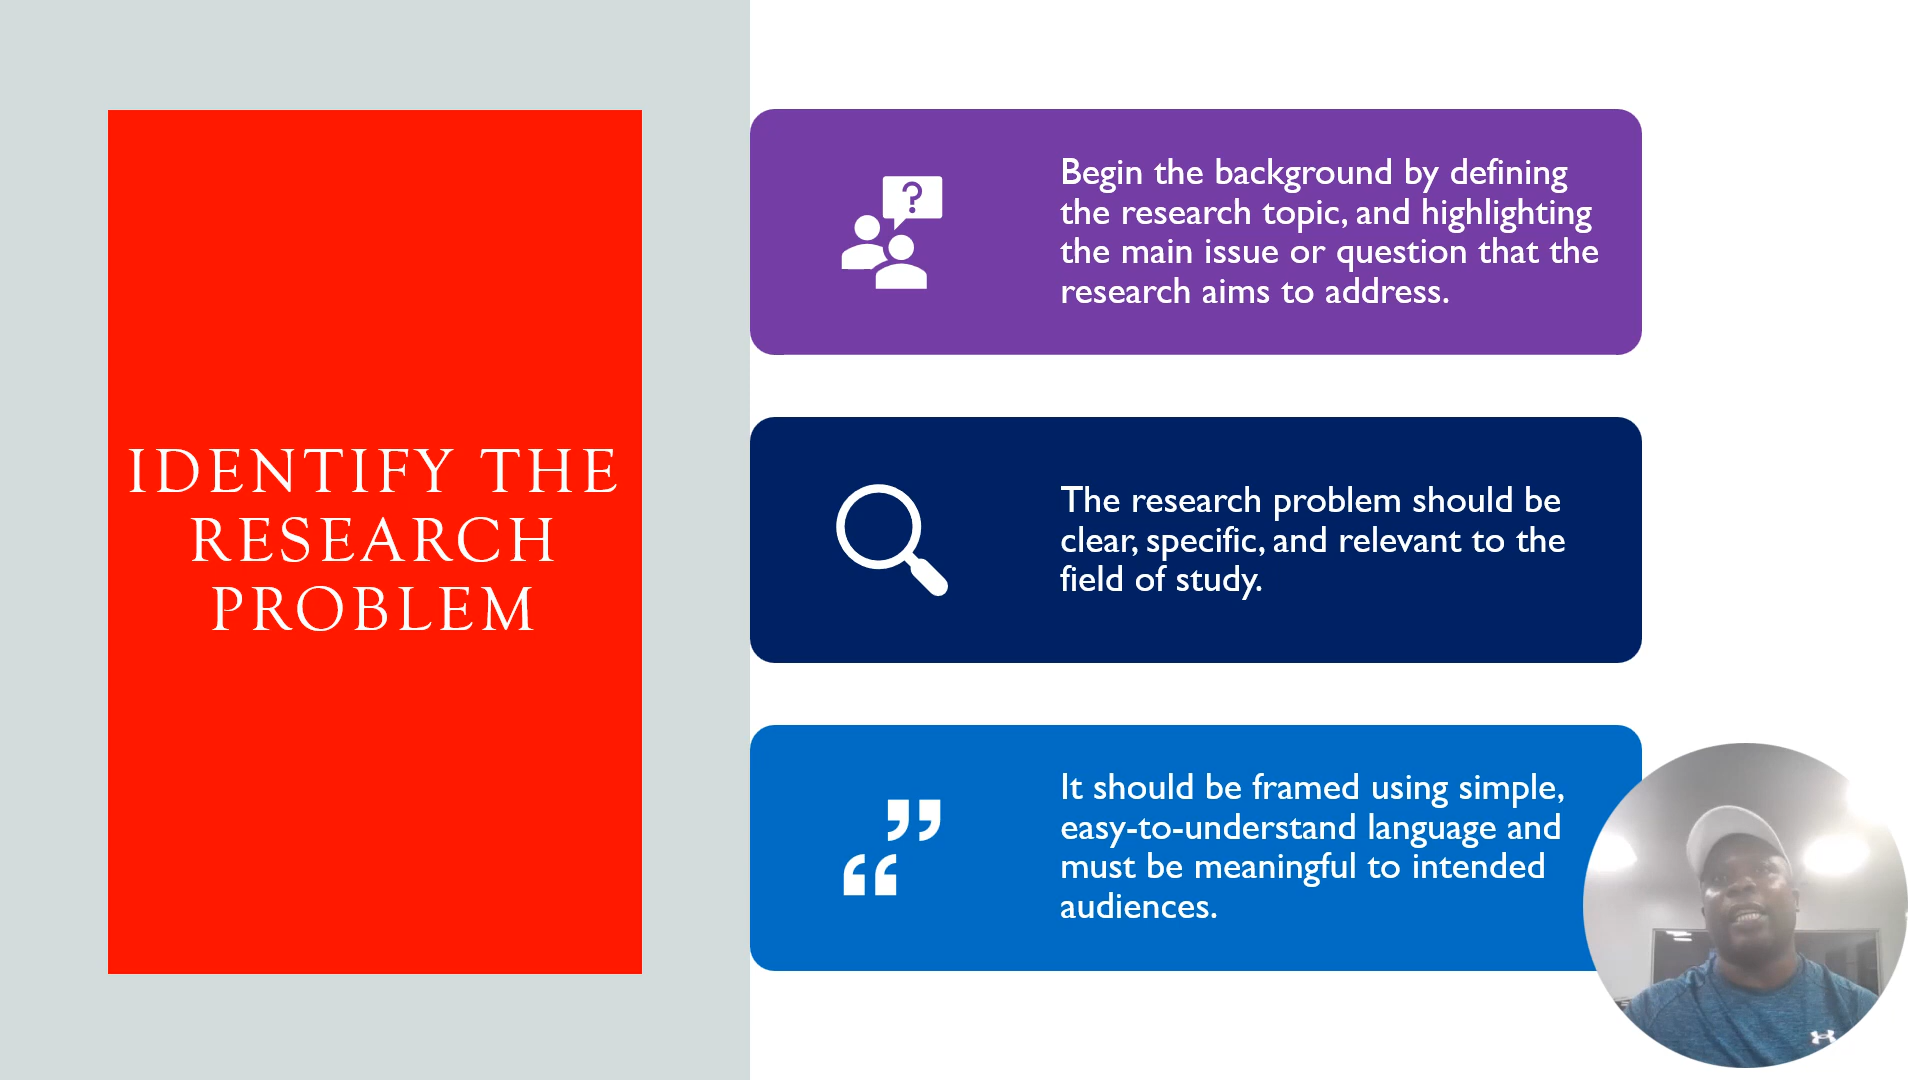 IDENTIFY THE
RESEARCH
PROBLEM
Begin the background by defining
the research topic, and highlighting
the main issue or question that the
research aims to address.
The research problem should be
clear, specific, and relevant to the
field of study.
It should be framed using simple,
easy-to-understand language and
must be meaningful to intended
audiences.